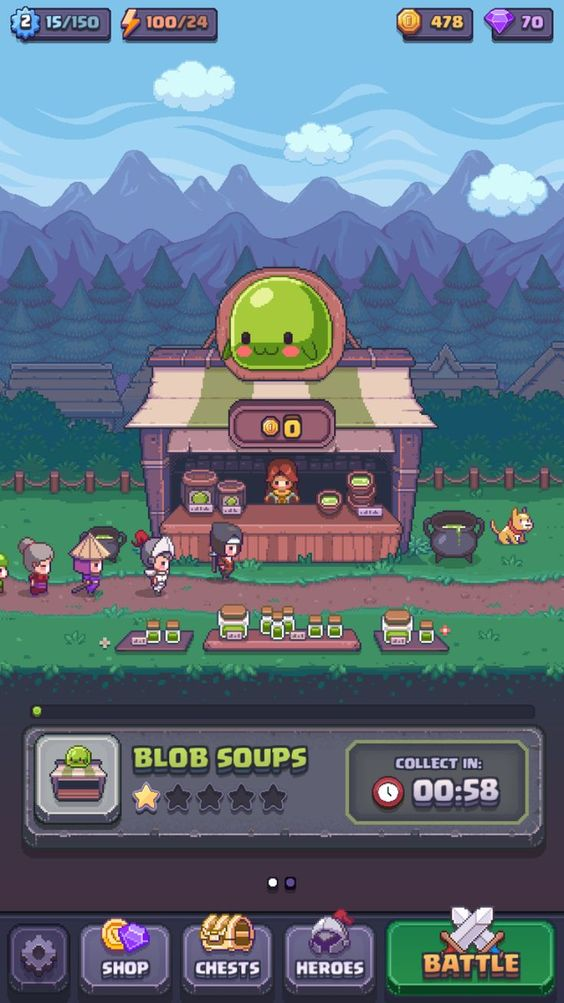 2 15/150 100/24 478 70
0
BLOB SOUPS
COLLECT IN:
00:58
SHOP CHESTS HEROES BATTLE